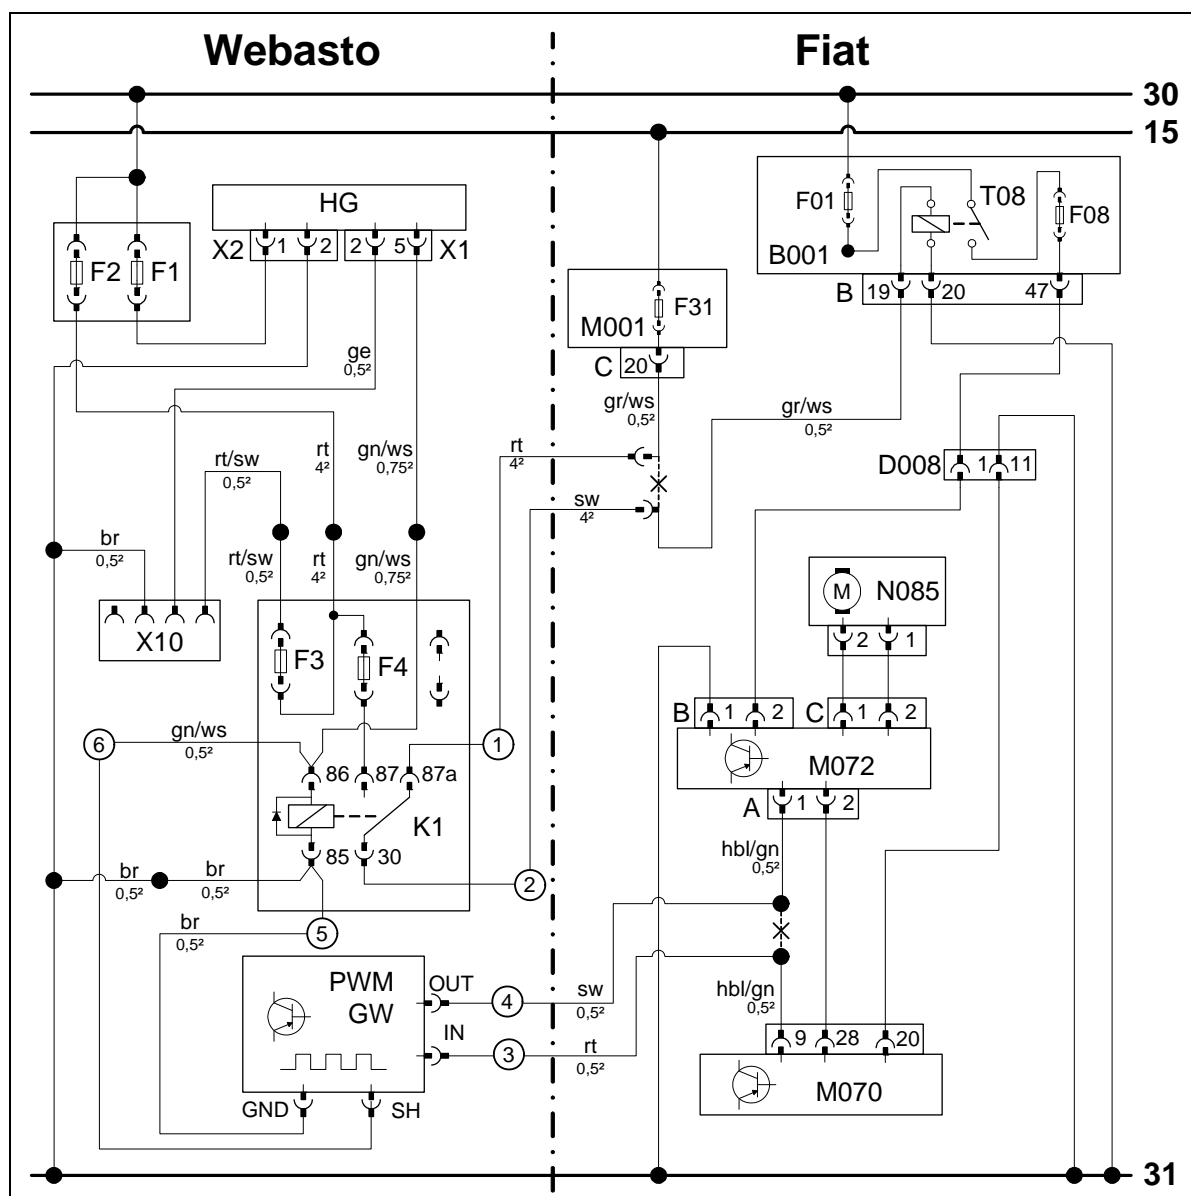 Webasto Fiat
30
15
HG
X2 1 2 2 5 X1
F2 F1
F01 T08 F08
B001
B 19 20 47
M001 F31
C 20
ge
0,5²
gr/ws
0,5²
gr/ws
0,5²
rt/sw
0,5²
rt
4²
gn/ws
0,75²
rt
4²
sw
4²
D008 1 11
br
0,5²
rt/sw
0,5²
rt
4²
gn/ws
0,75²
M N085
2 1
X10
F3 F4
B 1 2 C 1 2
6 gn/ws
0,5²
1
86 87 87a
M072
K1
A 1 2
85 30
hbl/gn
0,5²
br
0,5²
br
0,5²
2
br
0,5²
5
PWM
GW
OUT
4 sw
0,5²
hbl/gn
0,5²
IN
3 rt
0,5²
9 28 20
M070
GND SH
31